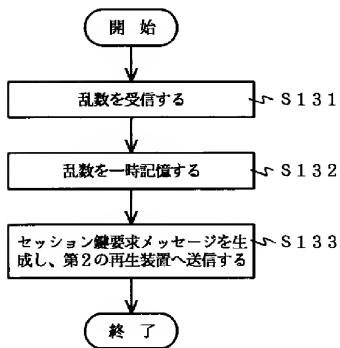 開 始
乱数を受信する
S131
乱数を一時記憶する
S132
セッション鍵要求メッセージを生
成し、第2の再生装置へ送信する
S133
終 了